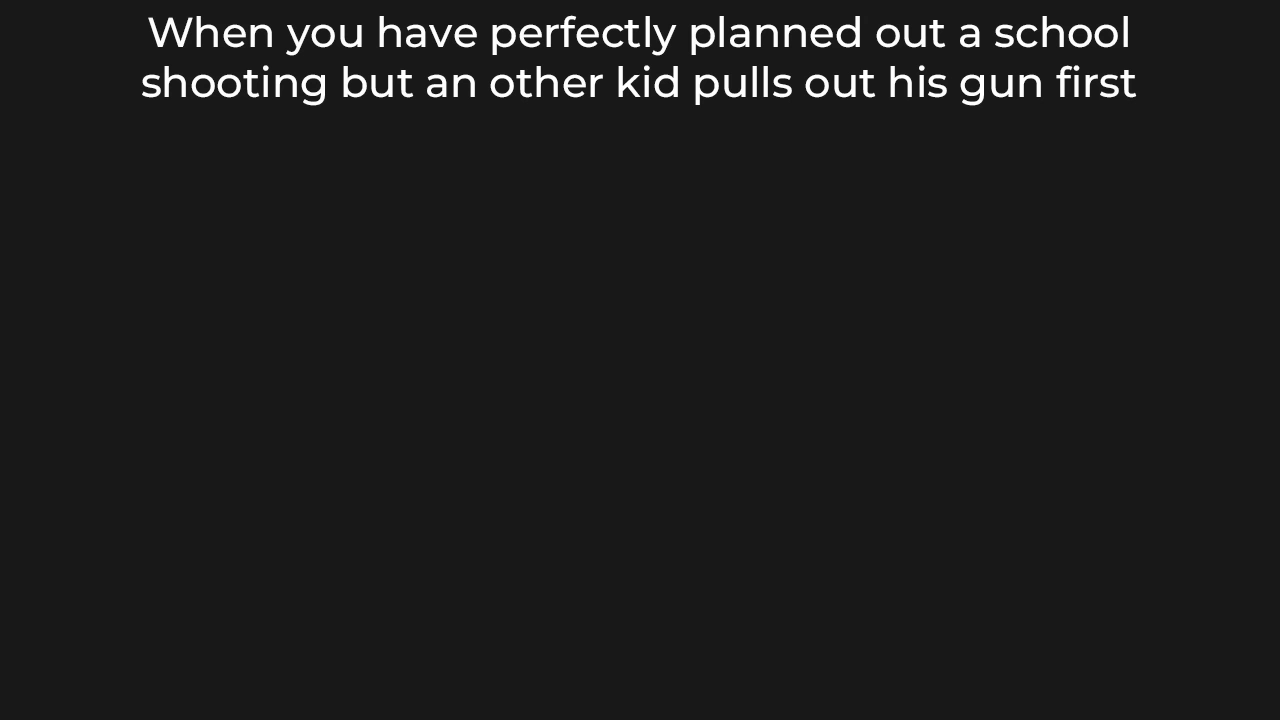 When you have perfectly planned out a school
shooting but an other kid pulls out his gun first